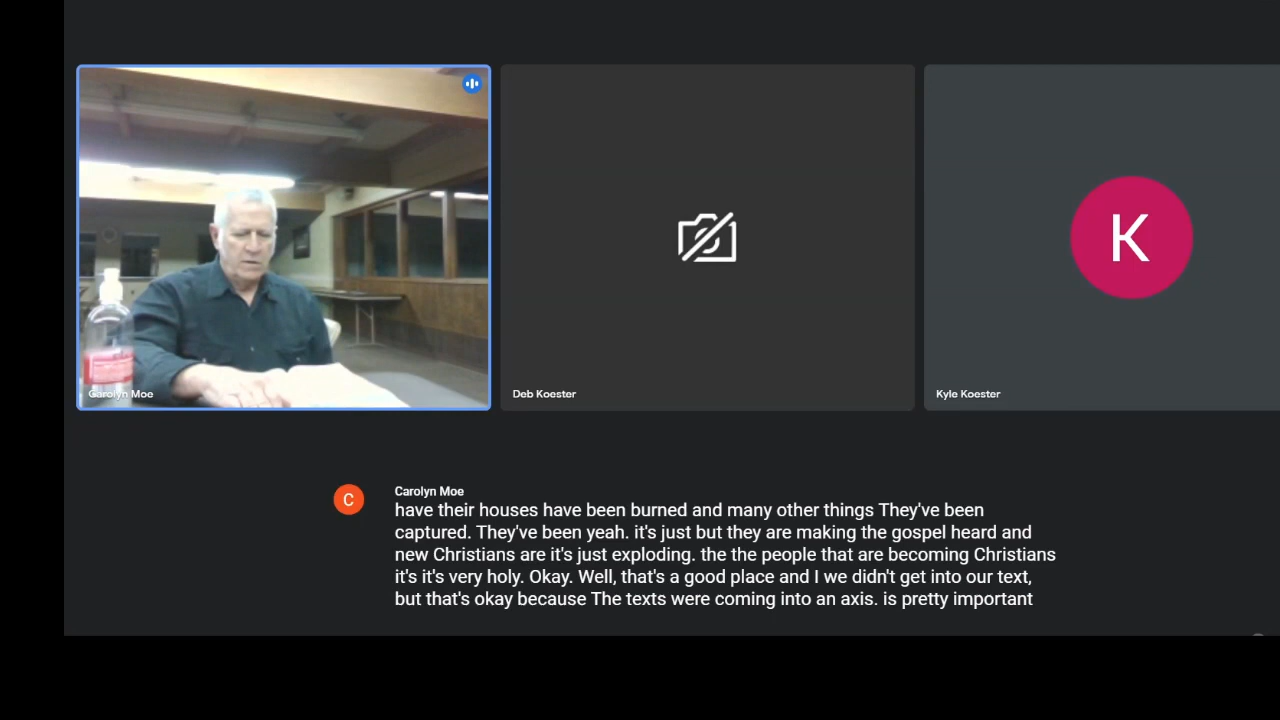 K
Carolyn Moe
Deb Koester
Kyle Koester
C
Carolyn Moe
have their houses have been burned and many other things They've been
captured. They've been yeah. it's just but they are making the gospel heard and
new Christians are it's just exploding. the the people that are becoming Christians
it's it's very holy. Okay. Well, that's a good place and I we didn't get into our text,
but that's okay because The texts were coming into an axis. is pretty important